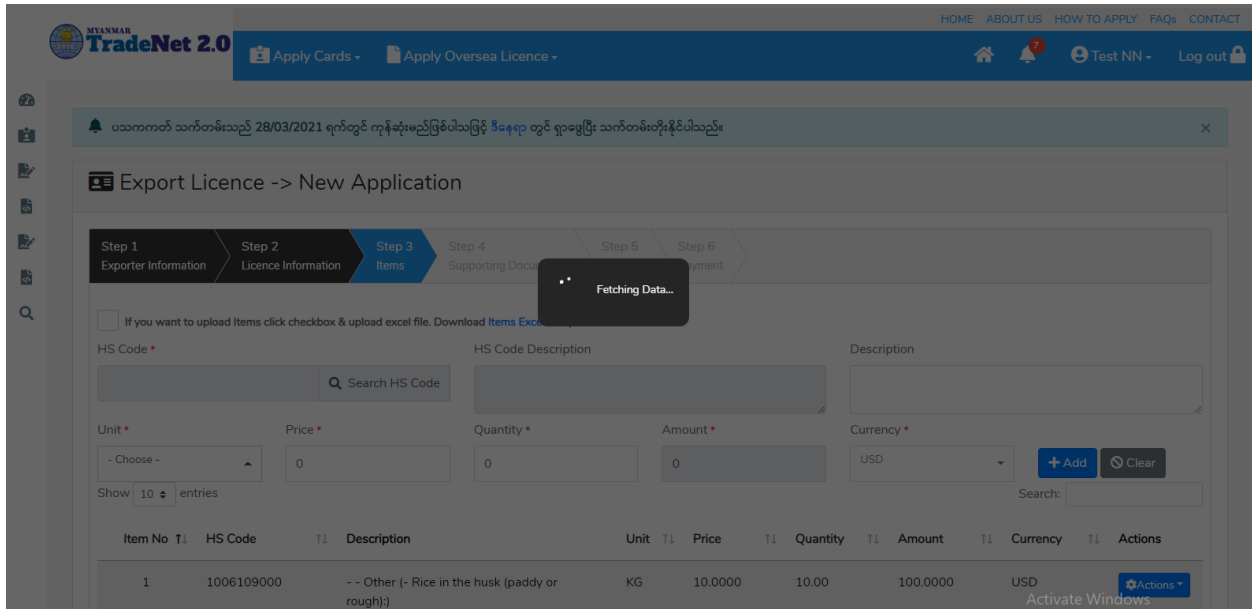 HOME ABOUT US HOW TO APPLY FAQs CONTACT
MYANMAR
TradeNet 2.0
Apply Cards
Apply Oversea Licence
7
Test NN
Log out
ပသကကတ် သက်တမ်းသည် 28/03/2021 ရက်တွင် ကုန်ဆုံးမည်ဖြစ်ပါသဖြင့် ဒီနေရာ တွင် ရှာဖွေပြီး သက်တမ်းတိုးနိုင်ပါသည်။
Export Licence -> New Application
Step 1 Step 2 Step 3 Step 4 Step 5 Step 6
Exporter Information Licence Information Items Supporting
Fetching Data...
If you want to upload Items click checkbox & upload excel file. Download Items
HS Code * HS Code Description Description
Search HS Code
Unit * Price * Quantity * Amount * Currency *
- Choose - 0 0 0 USD + Add Clear
Show 10 entries Search:
Item No HS Code Description Unit Price Quantity Amount Currency Actions
1 1006109000 - - Other (- Rice in the husk (paddy or KG 10.0000 10.00 100.0000 USD Actions
rough):)
Activate Windows